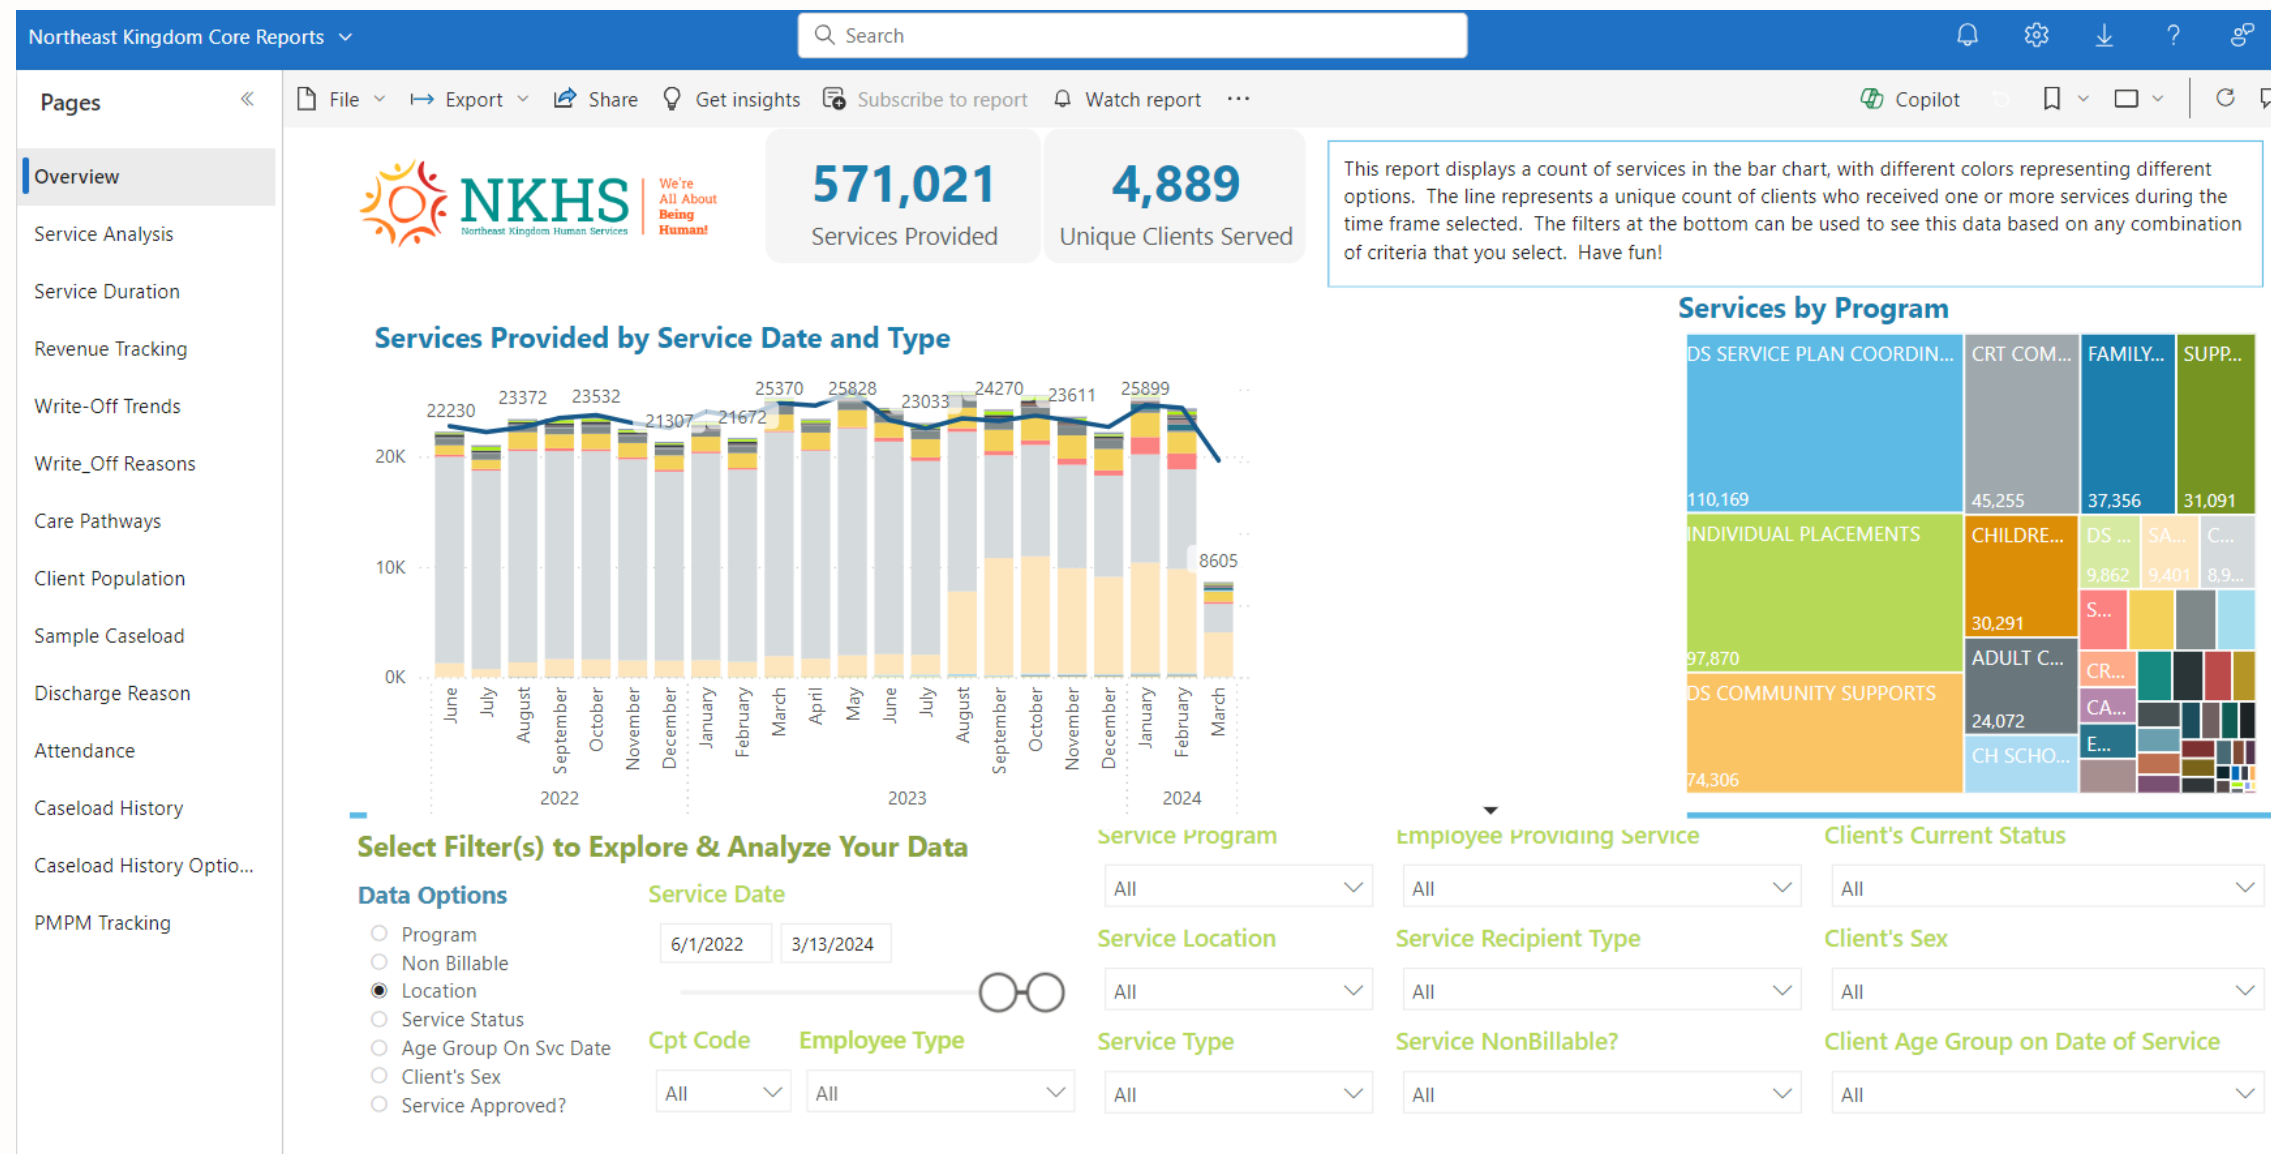 Northeast Kingdom Core Reports
Search
Pages
File
Export
Share
Get insights
Subscribe to report
Watch report
Copilot
Overview
Service Analysis
Service Duration
Revenue Tracking
Write-Off Trends
Write_Off Reasons
Care Pathways
Client Population
Sample Caseload
Discharge Reason
Attendance
Caseload History
Caseload History Optio...
PMPM Tracking
NKHS
Northeast Kingdom Human Services
We're
All About
Being
Human!
571,021
Services Provided
4,889
Unique Clients Served
This report displays a count of services in the bar chart, with different colors representing different
options. The line represents a unique count of clients who received one or more services during the
time frame selected. The filters at the bottom can be used to see this data based on any combination
of criteria that you select. Have fun!
Services Provided by Service Date and Type
22230
23372
23532
21307
21672
25370
25828
23033
24270
23611
25899
8605
20K
10K
0K
June
July
August
September
October
November
December
January
February
March
April
May
June
July
August
September
October
November
December
January
February
March
2022
2023
2024
Services by Program
DS SERVICE PLAN COORDIN...
110,169
INDIVIDUAL PLACEMENTS
97,870
DS COMMUNITY SUPPORTS
74,306
CRT COM...
45,255
FAMILY...
37,356
SUPP...
31,091
CHILDRE...
30,291
ADULT C...
24,072
CH SCHO...
DS ...
9,862
SA...
9,401
C...
8,9...
S...
CR...
CA...
E...
Select Filter(s) to Explore & Analyze Your Data
Data Options
Program
Non Billable
Location
Service Status
Age Group On Svc Date
Client's Sex
Service Approved?
Service Date
6/1/2022
3/13/2024
Cpt Code
All
Employee Type
All
Service Program
All
Service Location
All
Service Type
All
Employee Providing Service
All
Service Recipient Type
All
Service NonBillable?
All
Client's Current Status
All
Client's Sex
All
Client Age Group on Date of Service
All